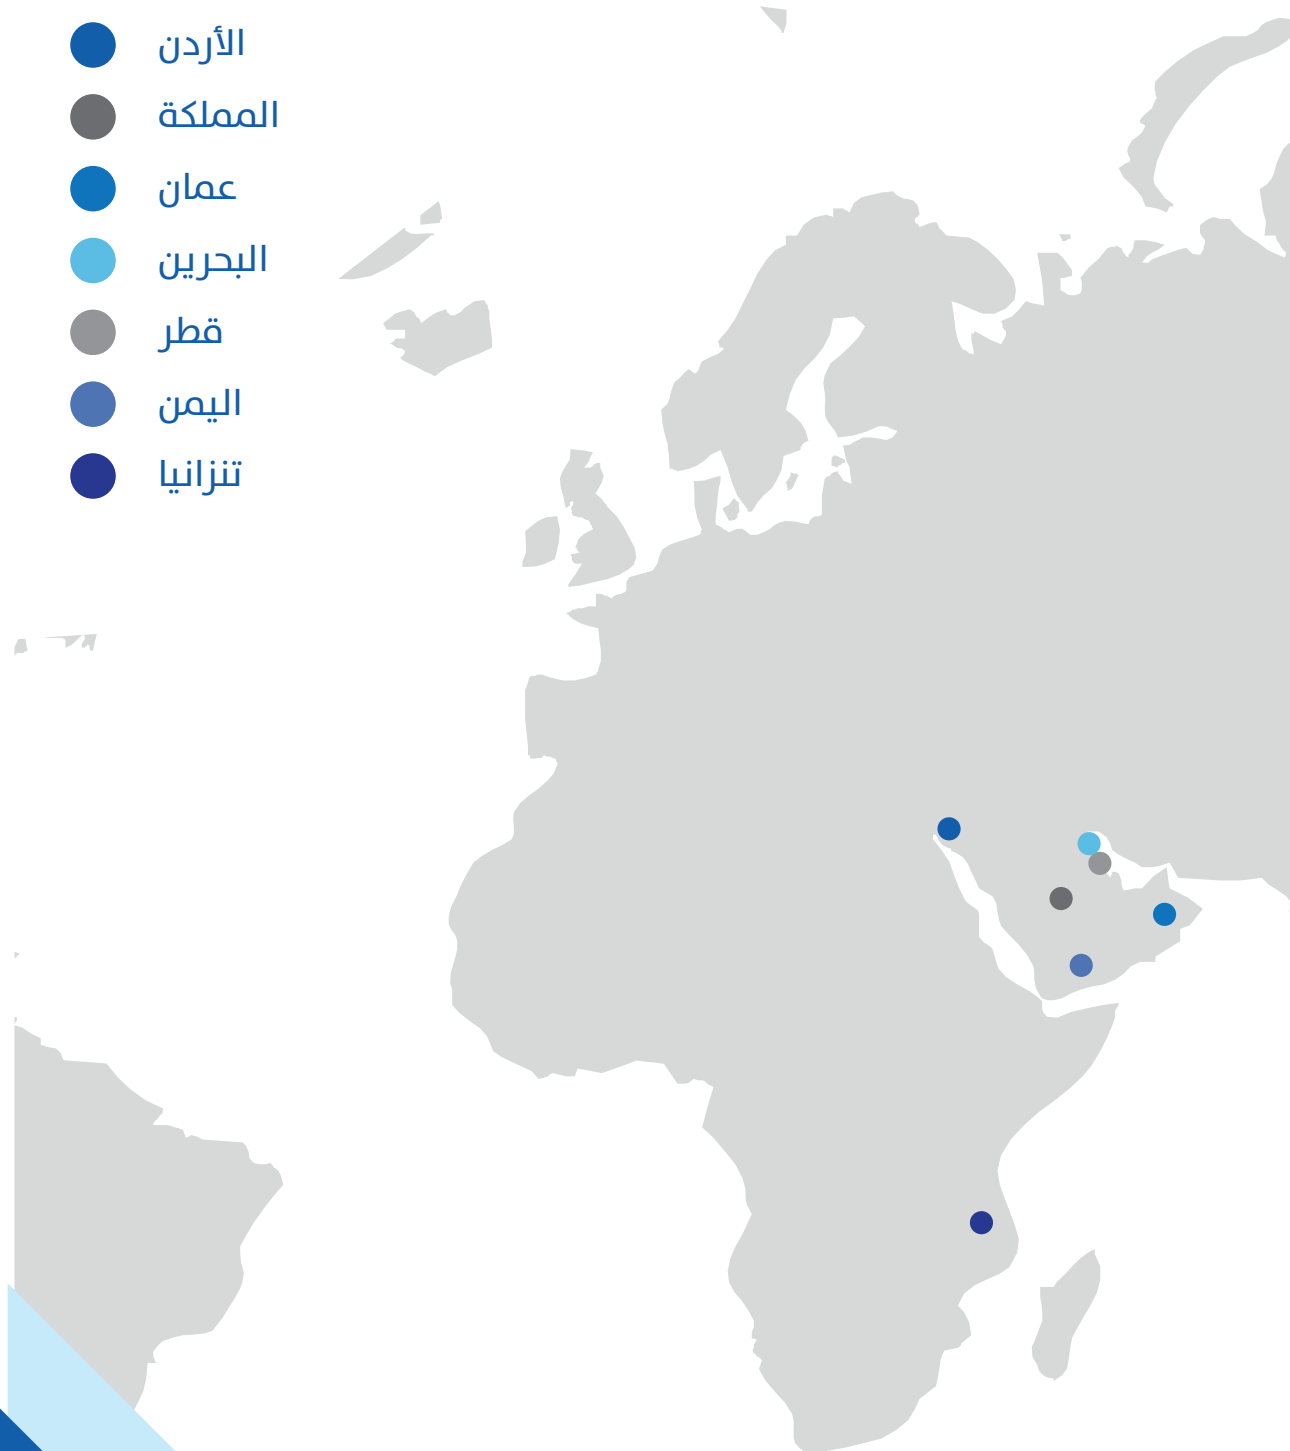 الأردن
المملكة
عمان
البحرين
قطر
اليمن
تنزانيا